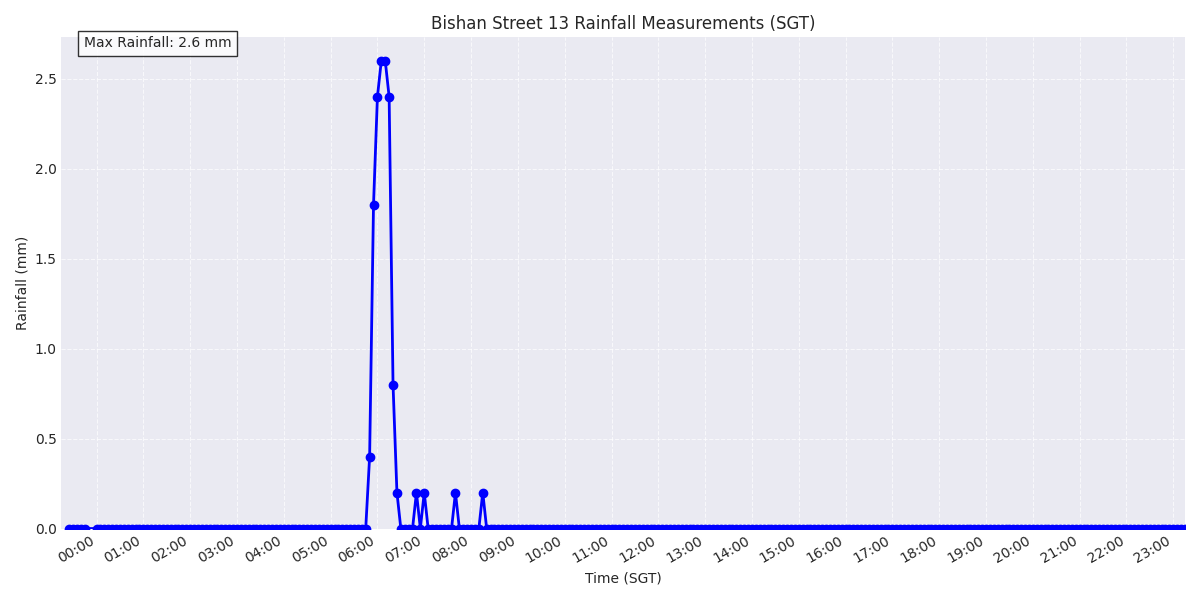 Bishan Street 13 Rainfall Measurements (SGT)
Max Rainfall: 2.6 mm
2.5
2.0
1.5
1.0
0.5
0.0
Rainfall (mm)
00:00 01:00 02:00 03:00 04:00 05:00 06:00 07:00 08:00 09:00 10:00 11:00 12:00 13:00 14:00 15:00 16:00 17:00 18:00 19:00 20:00 21:00 22:00 23:00
Time (SGT)